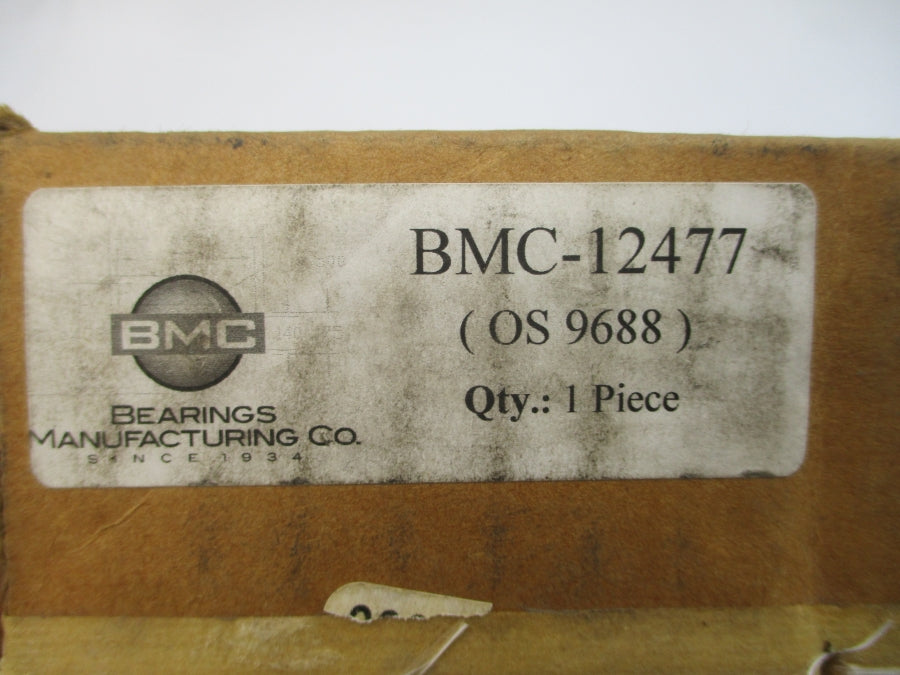 BMC-12477
( OS 9688 )
Qty.: 1 Piece
BMC
BEARINGS
MANUFACTURING CO.
SINCE 1934